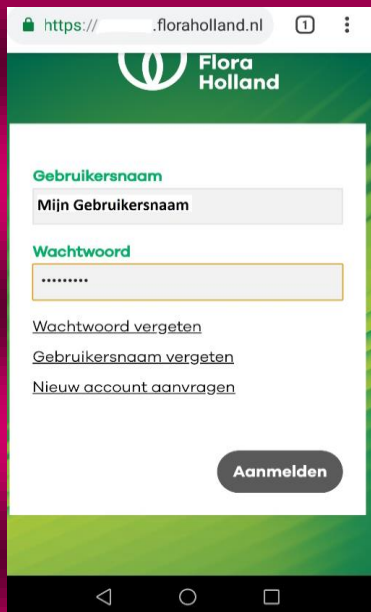 https://        .floraholland.nl 1
Flora
Holland
Gebruikersnaam
Mijn Gebruikersnaam
Wachtwoord
•••••••••
Wachtwoord vergeten
Gebruikersnaam vergeten
Nieuw account aanvragen
Aanmelden